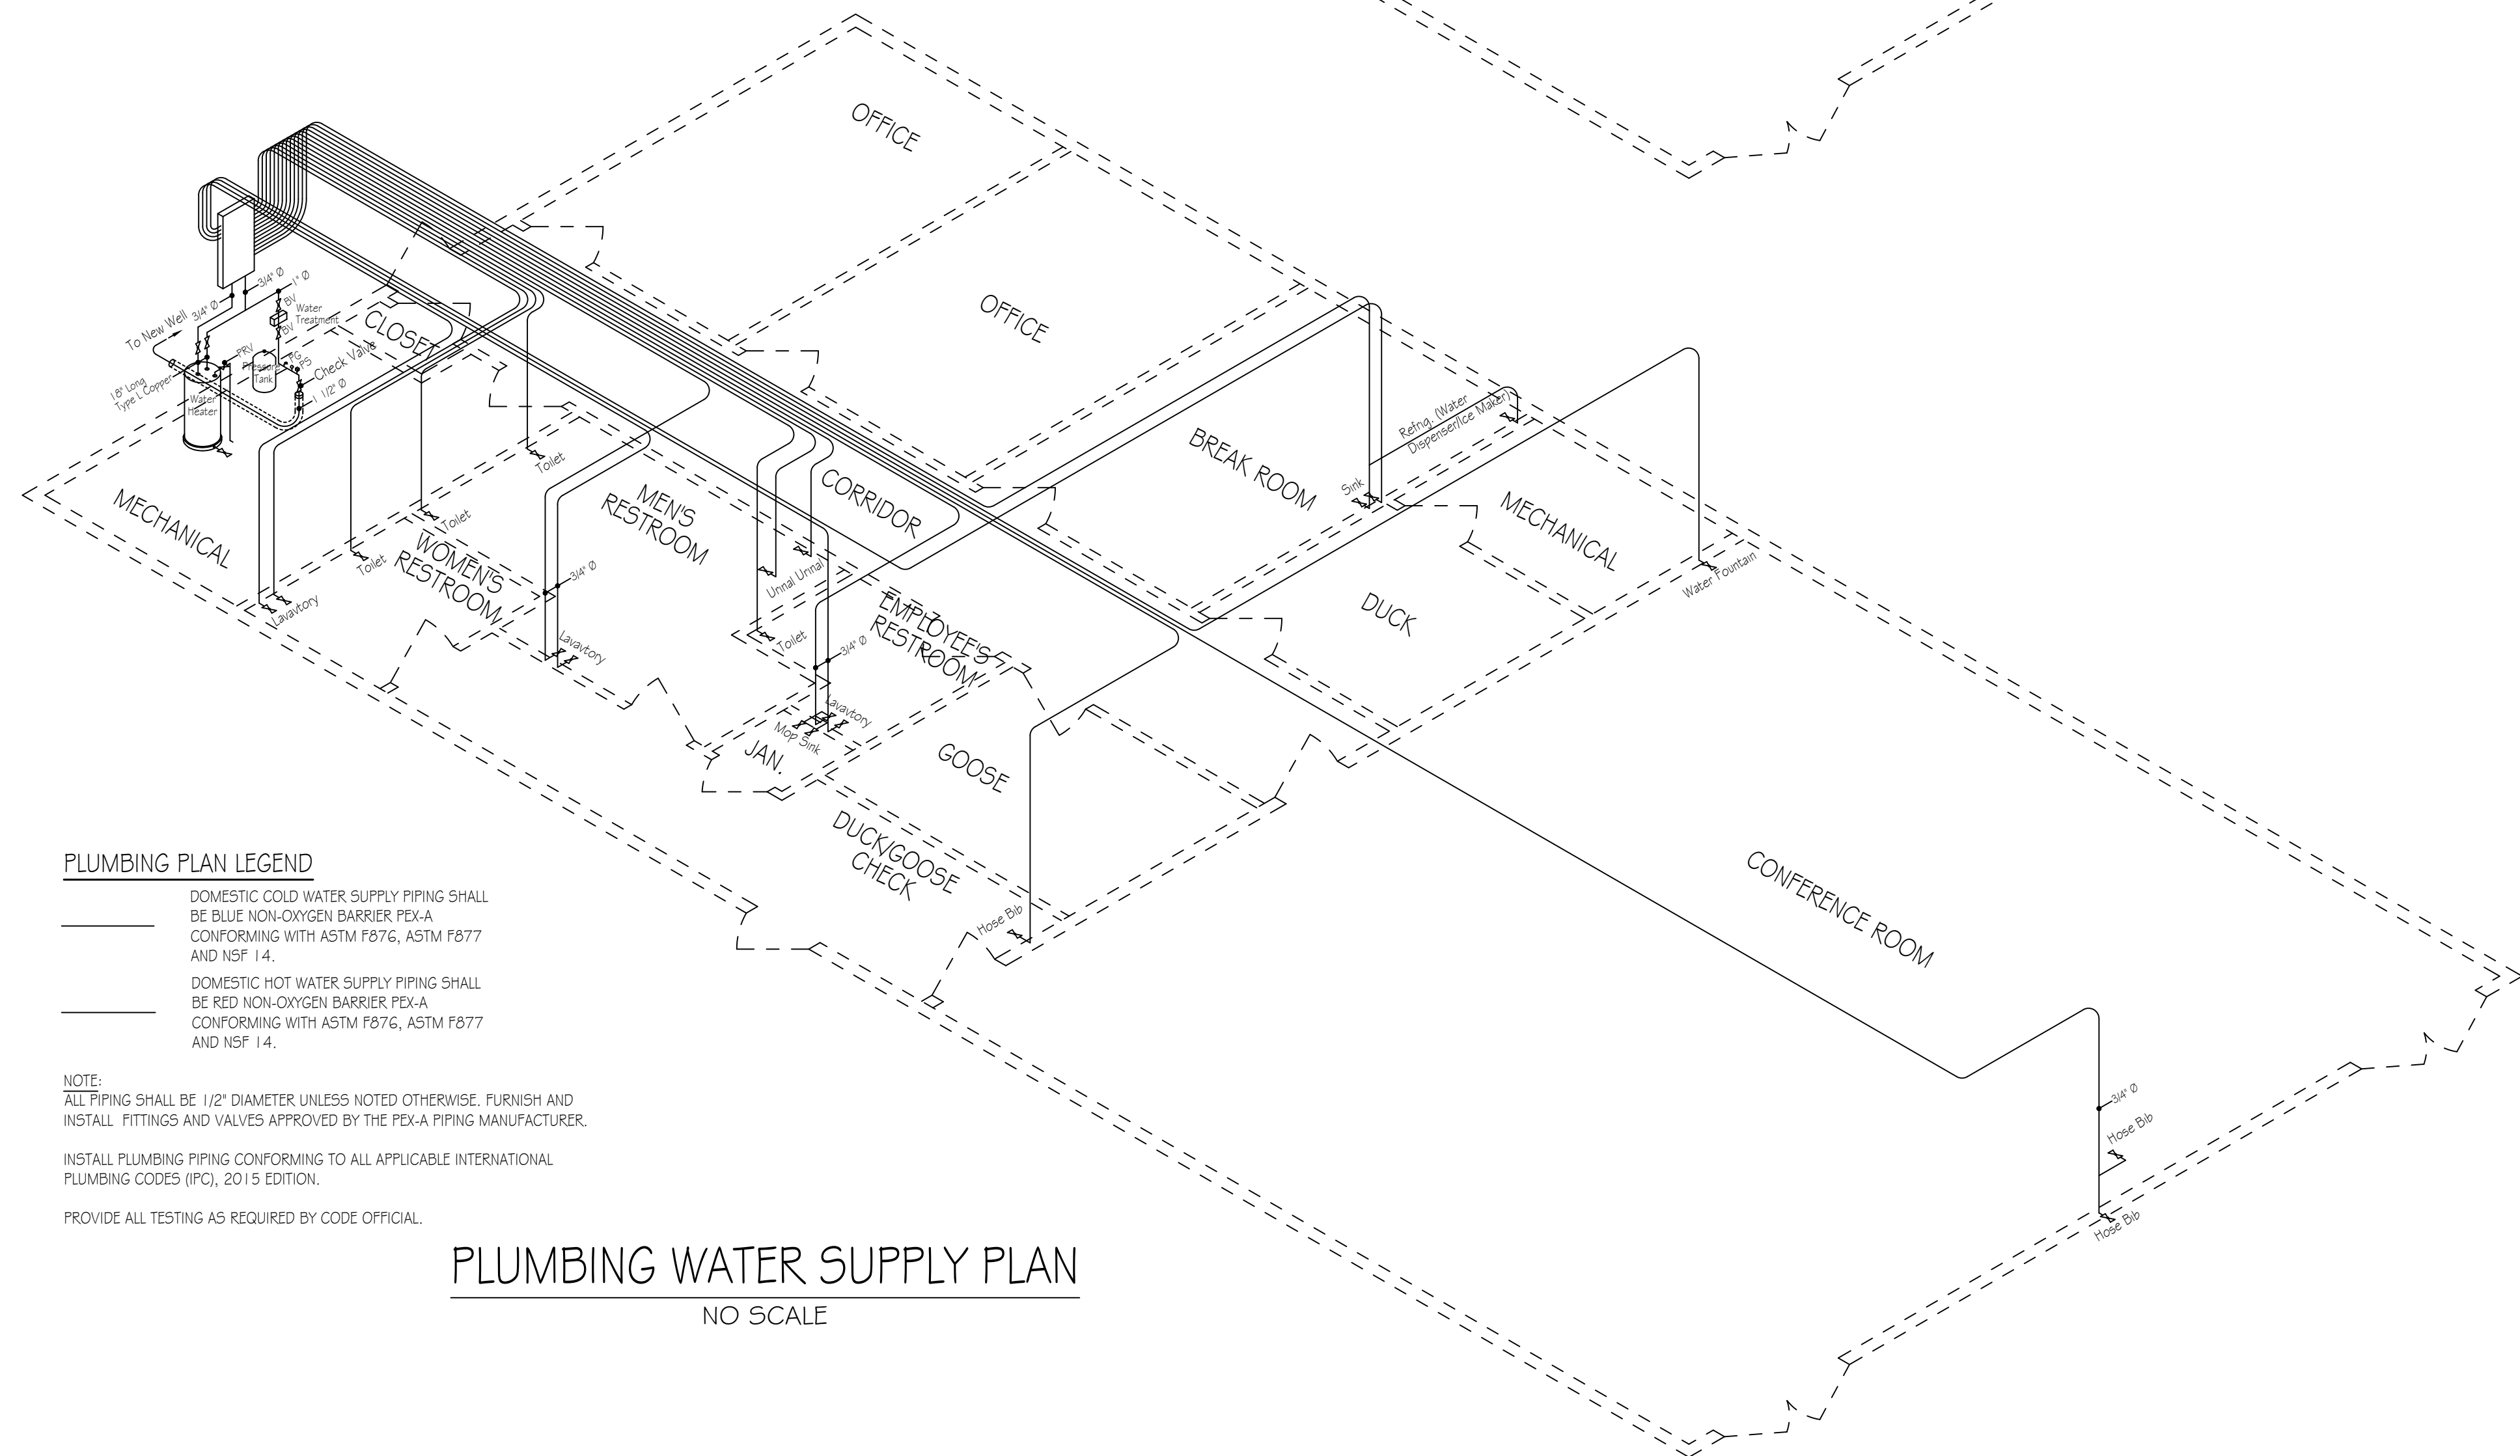 OFFICE
OFFICE
3/4" Ø
1" Ø
3/4" Ø
BV
Water
Treatment
BV
To New Well
CLOSET
PRV
PG
PS
Check Valve
Pressure
Tank
18" Long
Type L Copper
1 1/2" Ø
Water
Heater
MECHANICAL
Toilet
Toilet
Toilet
Lavavtory
WOMEN'S
RESTROOM
MEN'S
RESTROOM
CORRIDOR
3/4" Ø
Lavavtory
Urinal
Urinal
Toilet
EMPLOYEE'S
RESTROOM
3/4" Ø
Lavavtory
Mop Sink
JAN.
BREAK ROOM
Refrig. (Water
Dispenser/Ice Maker)
Sink
MECHANICAL
Water Fountain
DUCK
GOOSE
DUCK/GOOSE
CHECK
Hose Bib
CONFERENCE ROOM
3/4" Ø
Hose Bib
Hose Bib
PLUMBING PLAN LEGEND
DOMESTIC COLD WATER SUPPLY PIPING SHALL
BE BLUE NON-OXYGEN BARRIER PEX-A
CONFORMING WITH ASTM F876, ASTM F877
AND NSF 14.
DOMESTIC HOT WATER SUPPLY PIPING SHALL
BE RED NON-OXYGEN BARRIER PEX-A
CONFORMING WITH ASTM F876, ASTM F877
AND NSF 14.
NOTE:
ALL PIPING SHALL BE 1/2" DIAMETER UNLESS NOTED OTHERWISE. FURNISH AND
INSTALL FITTINGS AND VALVES APPROVED BY THE PEX-A PIPING MANUFACTURER.
INSTALL PLUMBING PIPING CONFORMING TO ALL APPLICABLE INTERNATIONAL
PLUMBING CODES (IPC), 2015 EDITION.
PROVIDE ALL TESTING AS REQUIRED BY CODE OFFICIAL.
PLUMBING WATER SUPPLY PLAN
NO SCALE